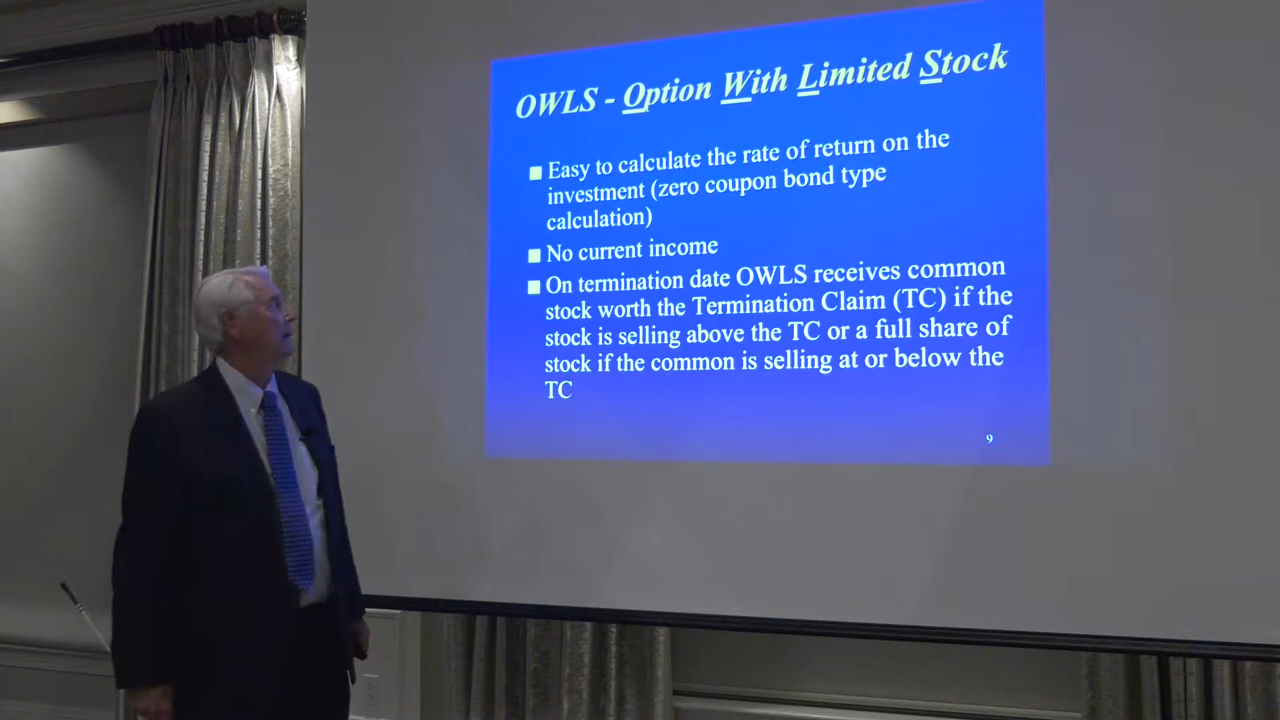 OWLS - Option With Limited Stock
■ Easy to calculate the rate of return on the
investment (zero coupon bond type
calculation)
■ No current income
■ On termination date OWLS receives common
stock worth the Termination Claim (TC) if the
stock is selling above the TC or a full share of
stock if the common is selling at or below the
TC
9